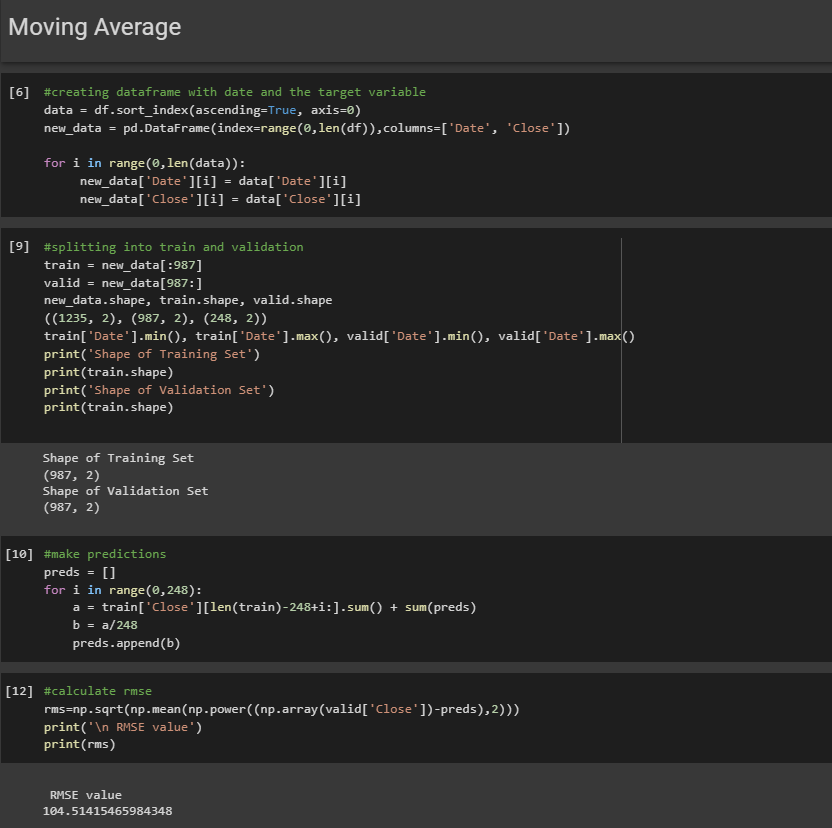 Moving Average
[6] #creating dataframe with date and the target variable
data = df.sort_index(ascending=True, axis=0)
new_data = pd.DataFrame(index=range(0,len(df)),columns=['Date', 'Close'])
for i in range(0,len(data)):
new_data['Date'][i] = data['Date'][i]
new_data['Close'][i] = data['Close'][i]
[9] #splitting into train and validation
train = new_data[:987]
valid = new_data[987:]
new_data.shape, train.shape, valid.shape
((1235, 2), (987, 2), (248, 2))
train['Date'].min(), train['Date'].max(), valid['Date'].min(), valid['Date'].max()
print('Shape of Training Set')
print(train.shape)
print('Shape of Validation Set')
print(train.shape)
Shape of Training Set
(987, 2)
Shape of Validation Set
(987, 2)
[10] #make predictions
preds = []
for i in range(0,248):
a = train['Close'][len(train)-248+i:].sum() + sum(preds)
b = a/248
preds.append(b)
[12] #calculate rmse
rms=np.sqrt(np.mean(np.power((np.array(valid['Close'])-preds),2)))
print('\n RMSE value')
print(rms)
RMSE value
104.51415465984348